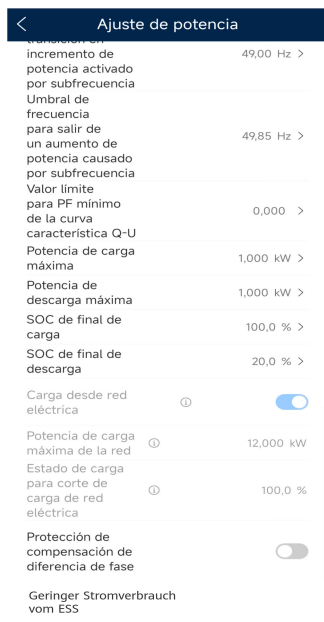 Ajuste de potencia
transición en
incremento de
potencia activado
por subfrecuencia
49,00 Hz >
Umbral de
frecuencia
para salir de
un aumento de
potencia causado
por subfrecuencia
49,85 Hz >
Valor límite
para PF mínimo
de la curva
característica Q-U
0,000 >
Potencia de carga
máxima
1,000 kW >
Potencia de
descarga máxima
1,000 kW >
SOC de final de
carga
100,0 % >
SOC de final de
descarga
20,0 % >
Carga desde red
eléctrica
Potencia de carga
máxima de la red
12,000 kW
Estado de carga
para corte de
carga de red
eléctrica
100,0 %
Protección de
compensación de
diferencia de fase
Geringer Stromverbrauch
vom ESS